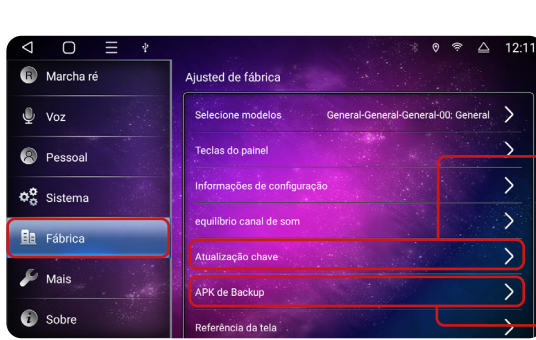 12:11
R Marcha ré
Ajusted de fábrica
Voz
Selecione modelos General-General-General-00; General
Pessoal
Teclas do painel
Sistema
Informações de configuração
Fábrica
equilíbrio canal de som
Mais
Atualização chave
APK de Backup
Sobre
Referência da tela